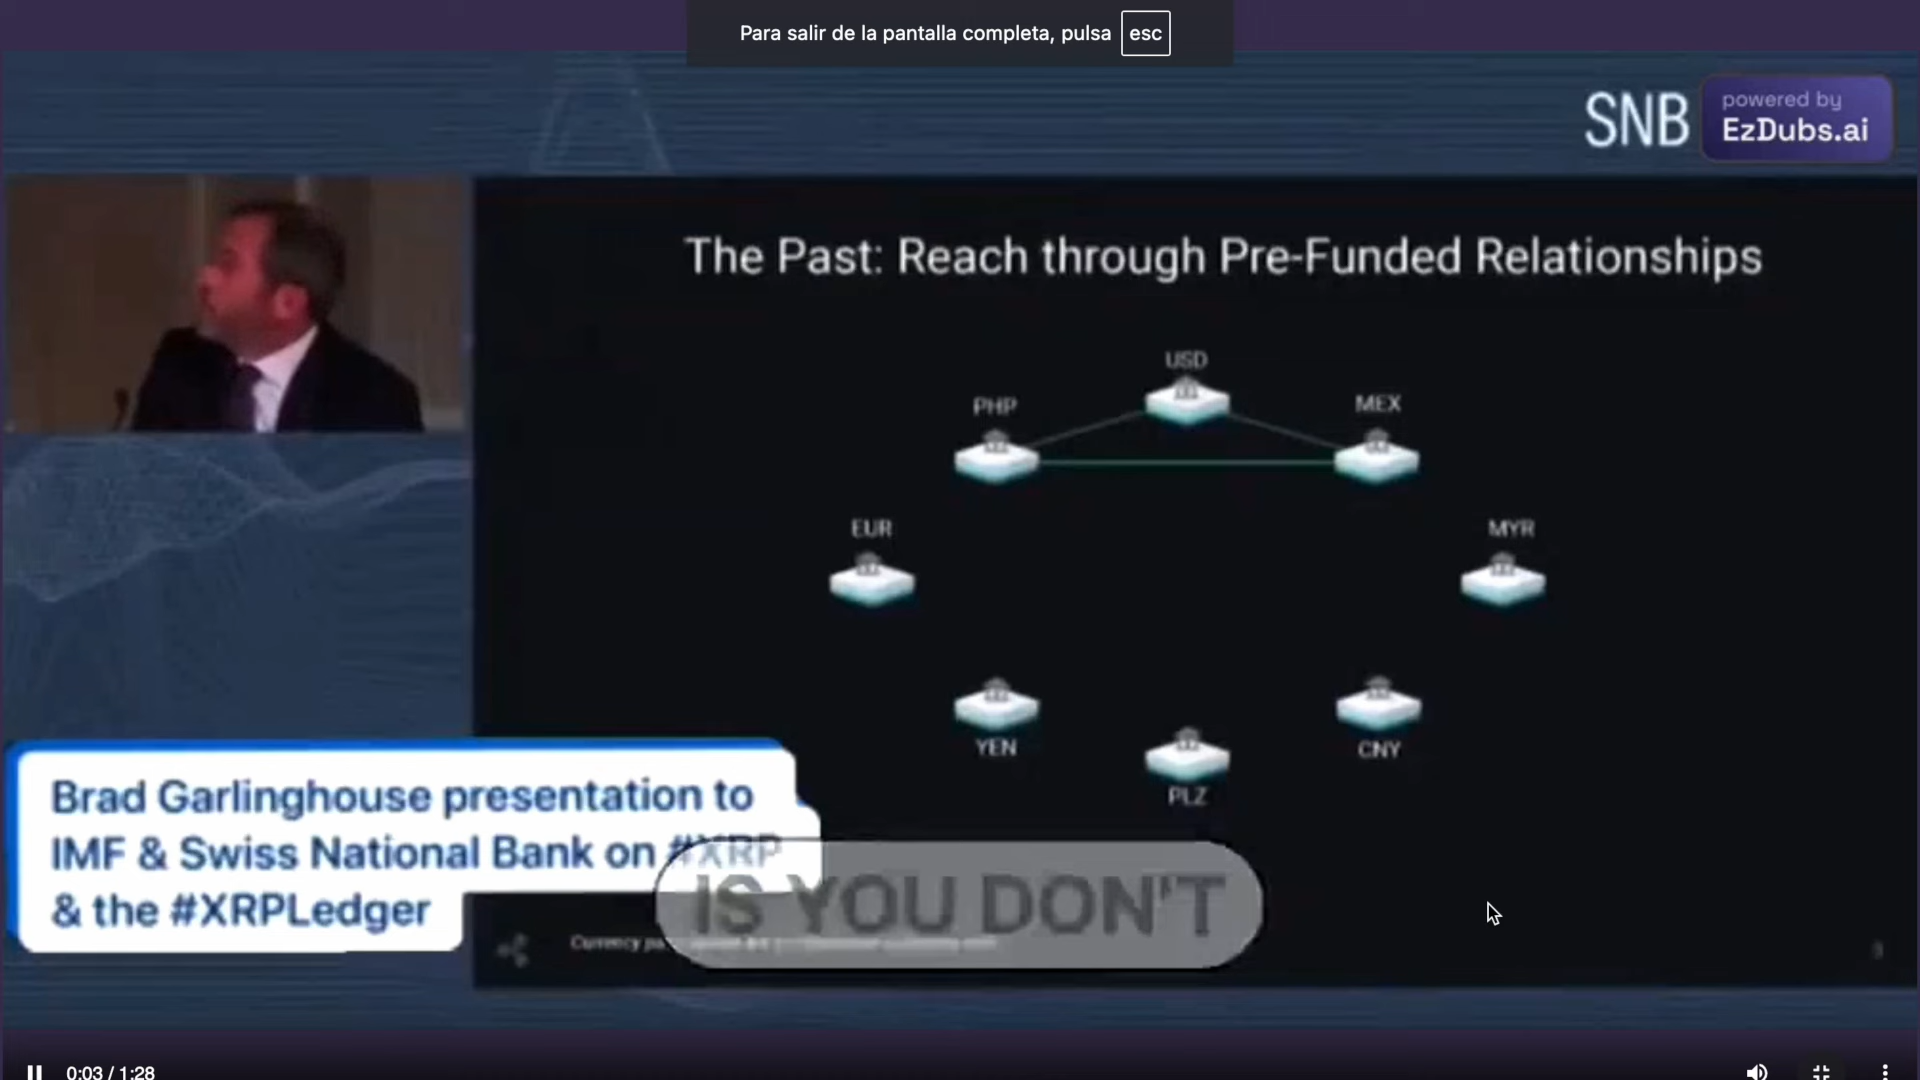 Para salir de la pantalla completa, pulsa esc
SNB
powered by
EzDubs.ai
The Past: Reach through Pre-Funded Relationships
USD
PHP
MEX
EUR
MYR
YEN
CNY
PLZ
Brad Garlinghouse presentation to
IMF & Swiss National Bank on #XRP
& the #XRPLedger
IS YOU DON'T
Currency
0:03 / 1:28